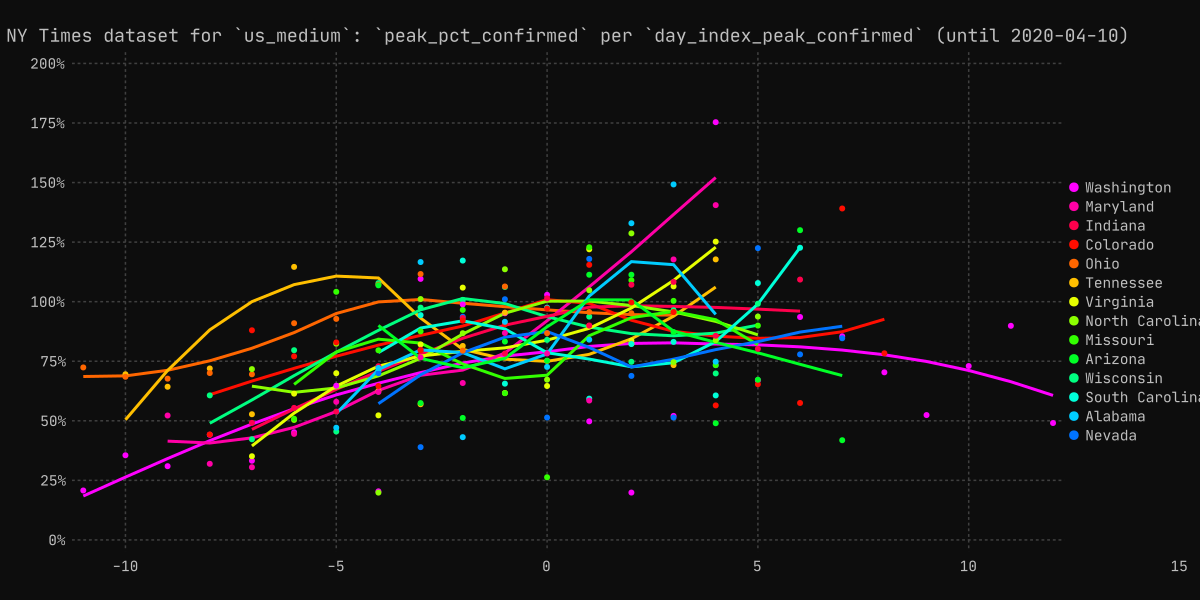 NY Times dataset for `us_medium`: `peak_pct_confirmed` per `day_index_peak_confirmed` (until 2020-04-10)
200%
175%
150%
125%
100%
75%
50%
25%
0%
-10
-5
0
5
10
15
Washington
Maryland
Indiana
Colorado
Ohio
Tennessee
Virginia
North Carolina
Missouri
Arizona
Wisconsin
South Carolina
Alabama
Nevada